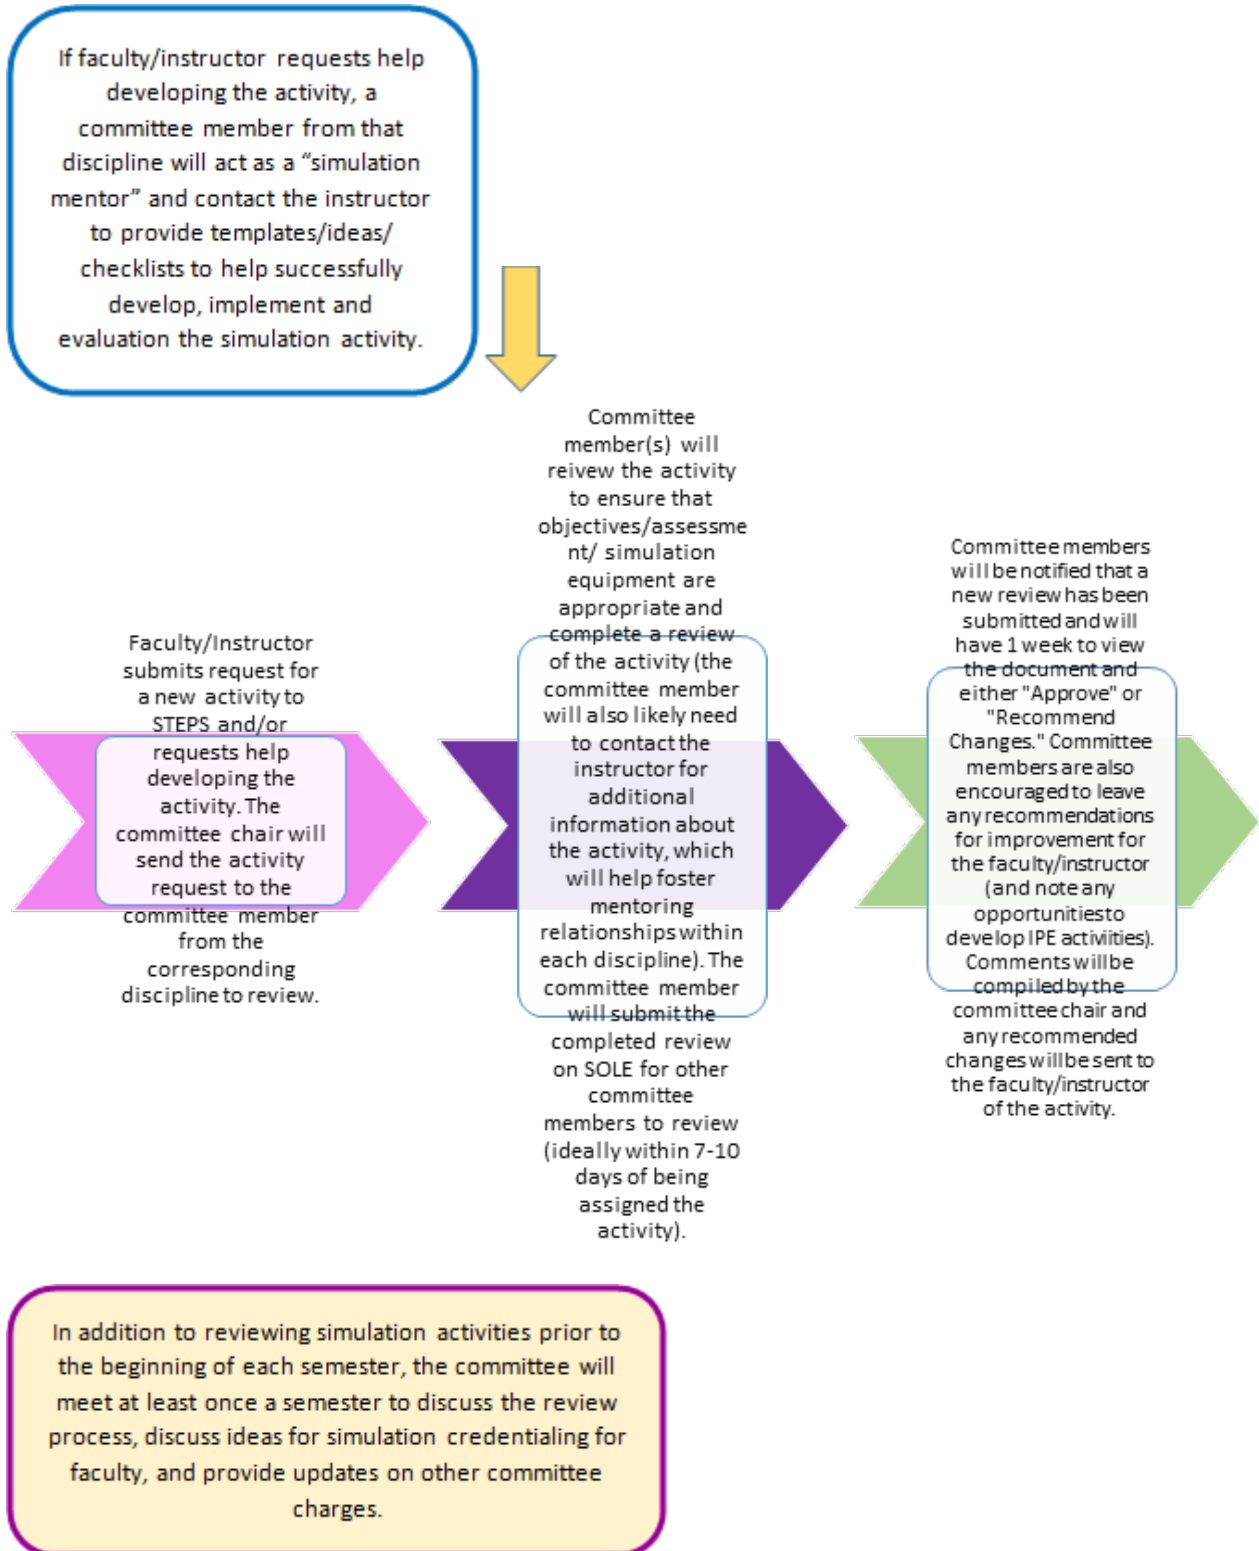 If faculty/instructor requests help
developing the activity, a
committee member from that
discipline will act as a “simulation
mentor” and contact the instructor
to provide templates/ideas/
checklists to help successfully
develop, implement and
evaluation the simulation activity.
Faculty/Instructor
submits request for
a new activity to
STEPS and/or
requests help
developing the
activity. The
committee chair will
send the activity
request to the
committee member
from the
corresponding
discipline to review.
Committee
member(s) will
reivew the activity
to ensure that
objectives/assessme
nt/ simulation
equipment are
appropriate and
complete a review
of the activity (the
committee member
will also likely need
to contact the
instructor for
additional
information about
the activity, which
will help foster
mentoring
relationships within
each discipline). The
committee member
will submit the
completed review
on SOLE for other
committee
members to review
(ideally within 7-10
days of being
assigned the
activity).
Committee members
will be notified that a
new review has been
submitted and will
have 1 week to view
the document and
either "Approve" or
"Recommend
Changes." Committee
members are also
encouraged to leave
any recommendations
for improvement for
the faculty/instructor
(and note any
opportunities to
develop IPE activiities).
Comments will be
compiled by the
committee chair and
any recommended
changes will be sent to
the faculty/instructor
of the activity.
In addition to reviewing simulation activities prior to
the beginning of each semester, the committee will
meet at least once a semester to discuss the review
process, discuss ideas for simulation credentialing for
faculty, and provide updates on other committee
charges.